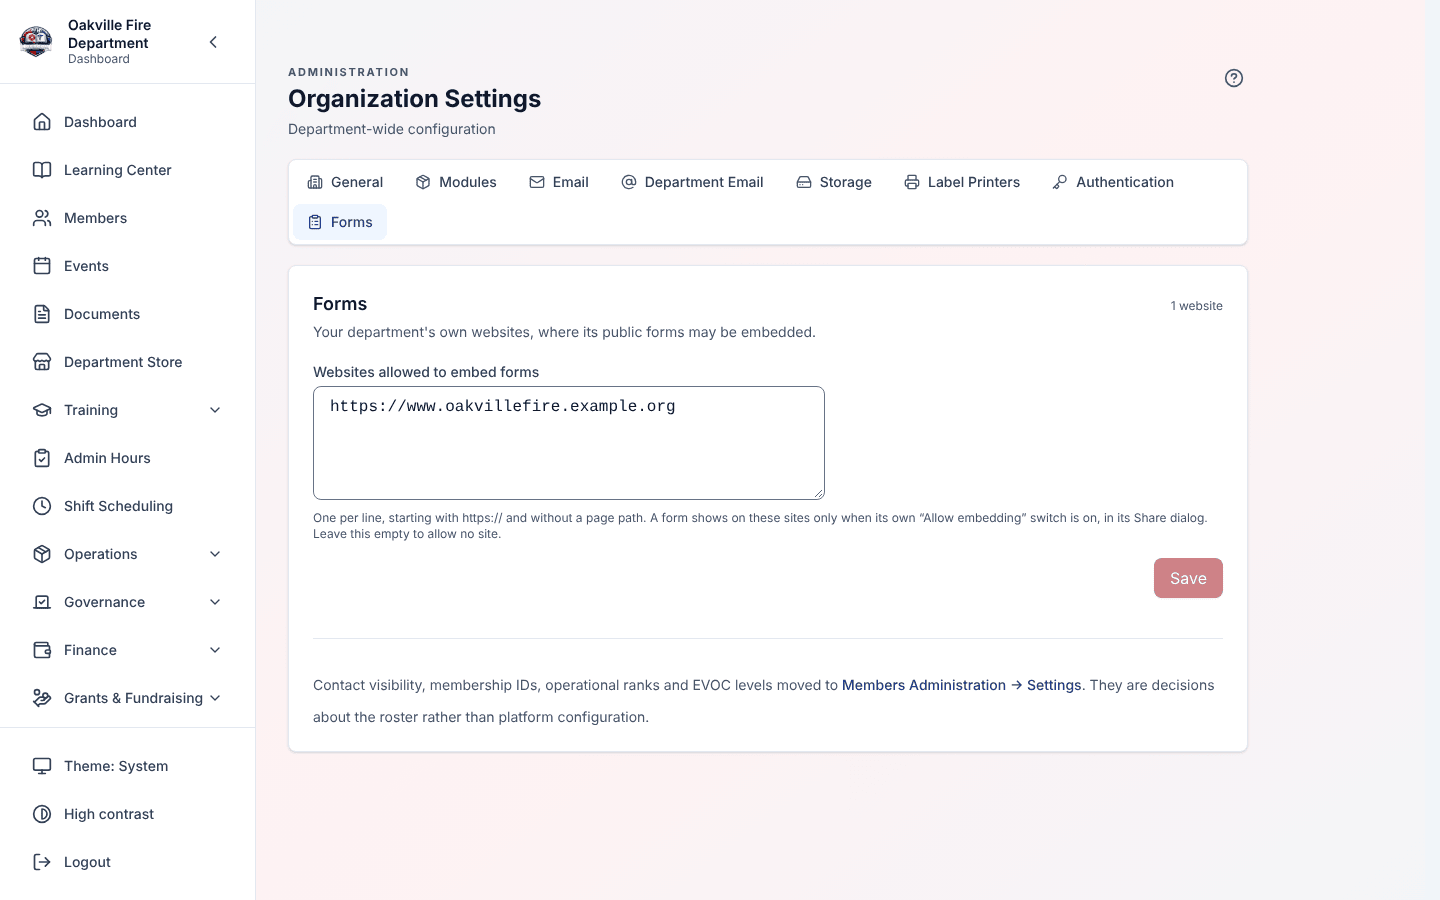 Oakville Fire
Department
Dashboard
Dashboard
Learning Center
Members
Events
Documents
Department Store
Training
Admin Hours
Shift Scheduling
Operations
Governance
Finance
Grants & Fundraising
Theme: System
High contrast
Logout
ADMINISTRATION
Organization Settings
Department-wide configuration
General
Modules
Email
Department Email
Storage
Label Printers
Authentication
Forms
Forms
1 website
Your department's own websites, where its public forms may be embedded.
Websites allowed to embed forms
https://www.oakvillefire.example.org
One per line, starting with https:// and without a page path. A form shows on these sites only when its own “Allow embedding” switch is on, in its Share dialog.
Leave this empty to allow no site.
Save
Contact visibility, membership IDs, operational ranks and EVOC levels moved to Members Administration → Settings. They are decisions
about the roster rather than platform configuration.